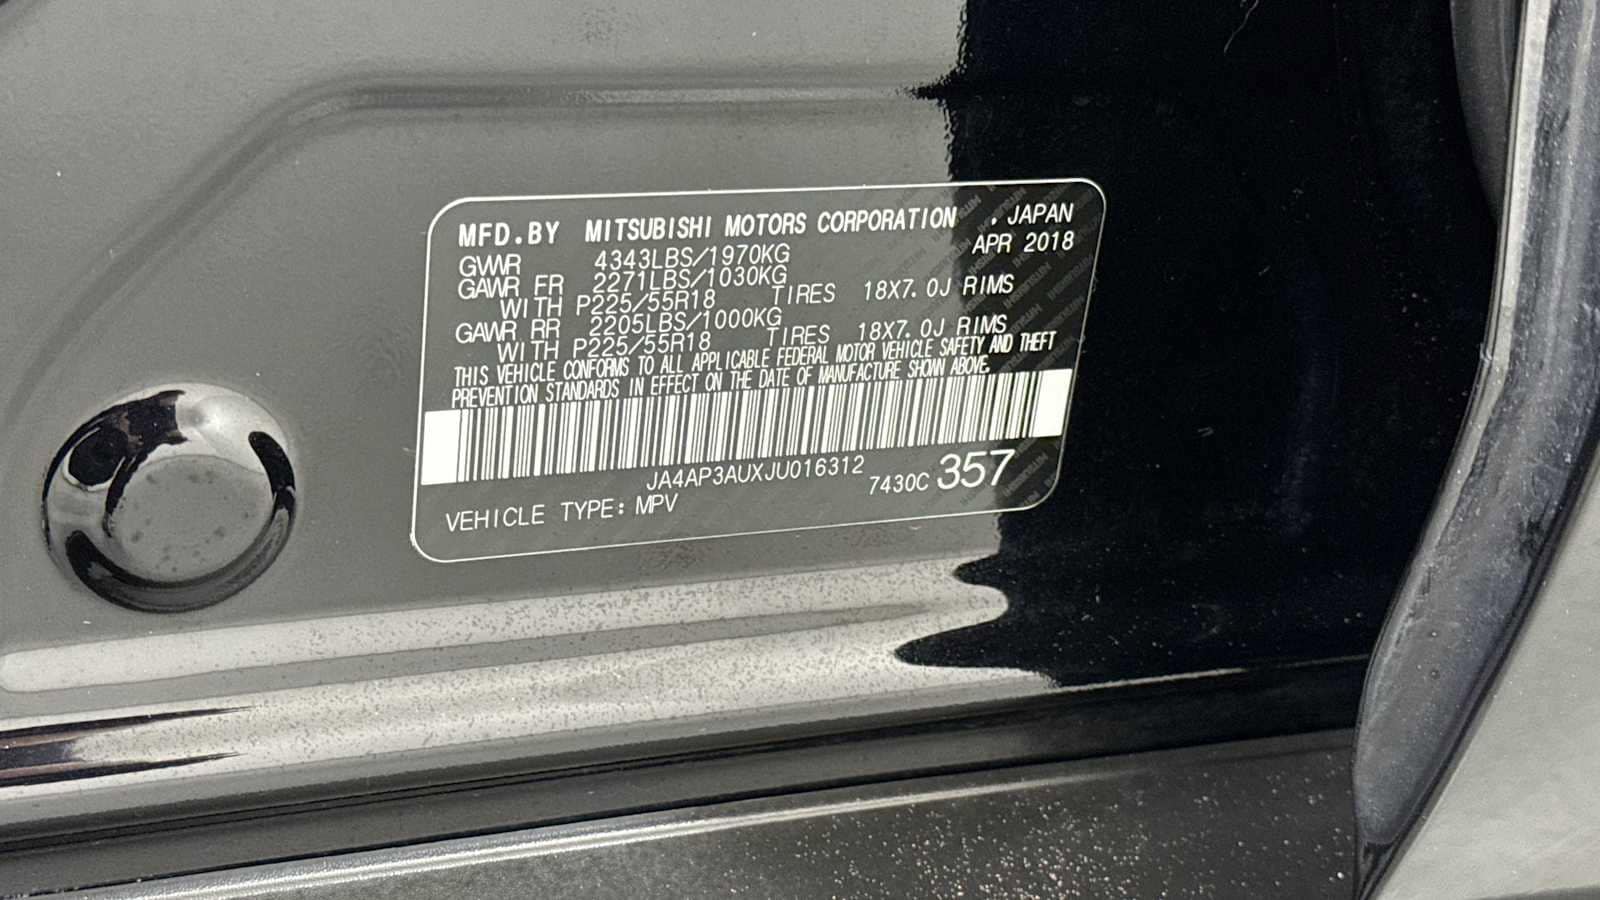 MFD.BY MITSUBISHI MOTORS CORPORATION . JAPAN
APR 2018
GVWR 4343LBS/1970KG
GAWR FR 2271LBS/1030KG
WITH P225/55R18 TIRES 18X7.0J RIMS
GAWR RR 2205LBS/1000KG
WITH P225/55R18 TIRES 18X7.0J RIMS
THIS VEHICLE CONFORMS TO ALL APPLICABLE FEDERAL MOTOR VEHICLE SAFETY AND THEFT
PREVENTION STANDARDS IN EFFECT ON THE DATE OF MANUFACTURE SHOWN ABOVE.
JA4AP3AUXJU016312
7430C 357
VEHICLE TYPE: MPV